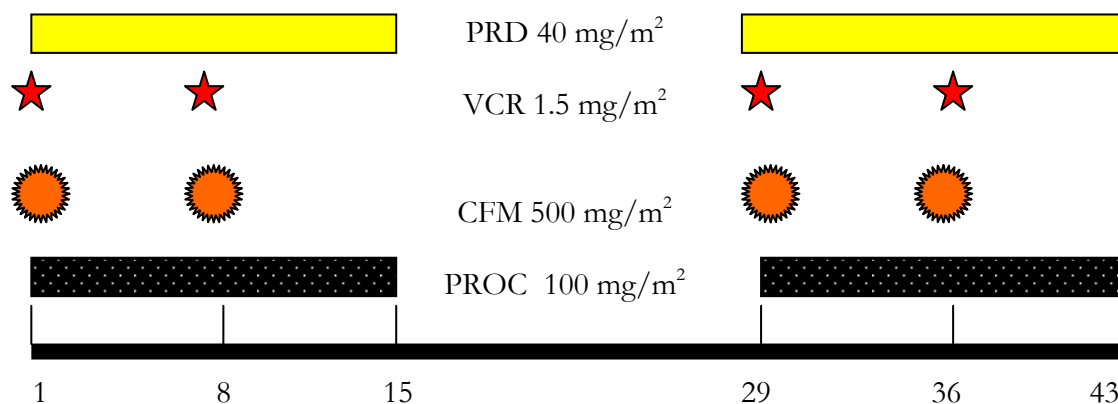 PRD 40 mg/m²
VCR 1.5 mg/m²
CFM 500 mg/m²
PROC 100 mg/m²
1 8 15 29 36 43